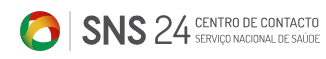 SNS 24 CENTRO DE CONTACTO
SERVIÇO NACIONAL DE SAÚDE